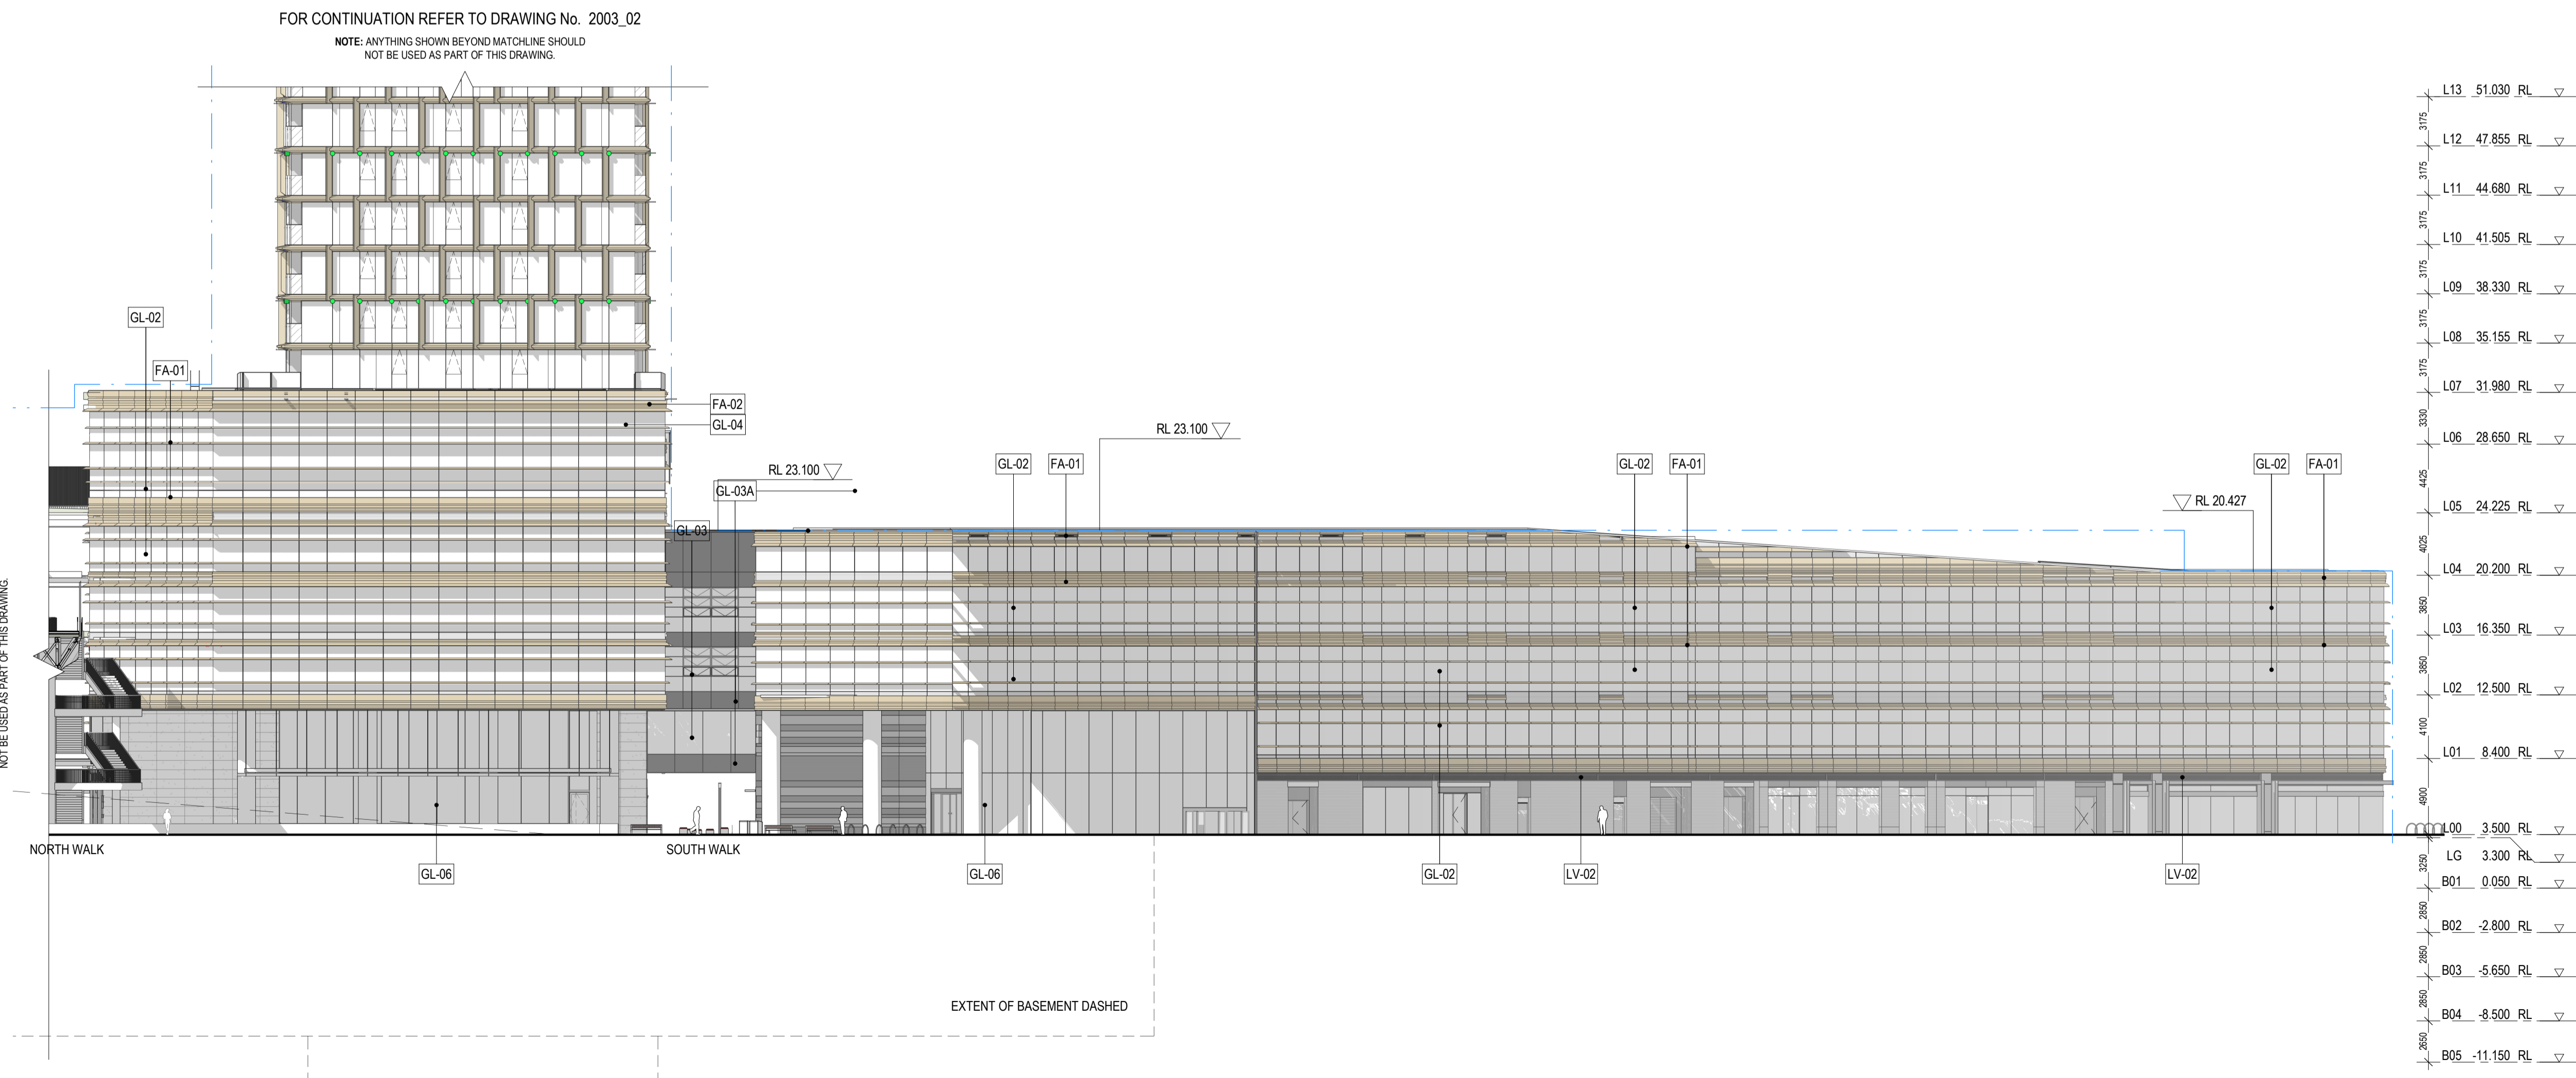 FOR CONTINUATION REFER TO DRAWING No. 2003_02
NOTE: ANYTHING SHOWN BEYOND MATCHLINE SHOULD
NOT BE USED AS PART OF THIS DRAWING.
L13 51.030 RL
3175
L12 47.855 RL
3175
L11 44.680 RL
3175
L10 41.505 RL
3175
L09 38.330 RL
3175
L08 35.155 RL
3175
L07 31.980 RL
3330
L06 28.650 RL
4425
L05 24.225 RL
4025
L04 20.200 RL
3850
L03 16.350 RL
3850
L02 12.500 RL
4100
L01 8.400 RL
4900
L00 3.500 RL
LG 3.300 RL
3250
B01 0.050 RL
2850
B02 -2.800 RL
2850
B03 -5.650 RL
2850
B04 -8.500 RL
2650
B05 -11.150 RL
GL-02
FA-01
FA-02
GL-04
RL 23.100
RL 23.100
GL-02 FA-01
GL-02 FA-01
GL-02 FA-01
GL-03A
RL 20.427
GL-03
NOT BE USED AS PART OF THIS DRAWING.
NORTH WALK
SOUTH WALK
GL-06
GL-06
GL-02
LV-02
LV-02
EXTENT OF BASEMENT DASHED